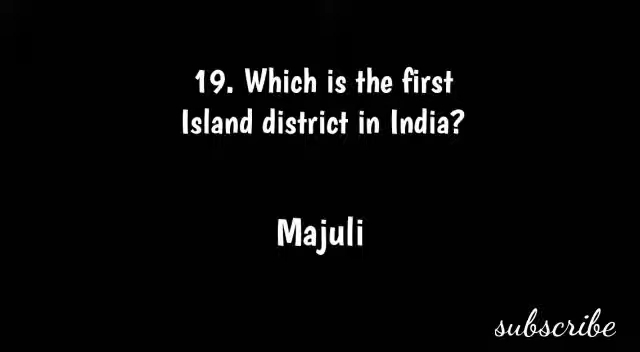 19. Which is the first
Island district in India?
Majuli
subscribe